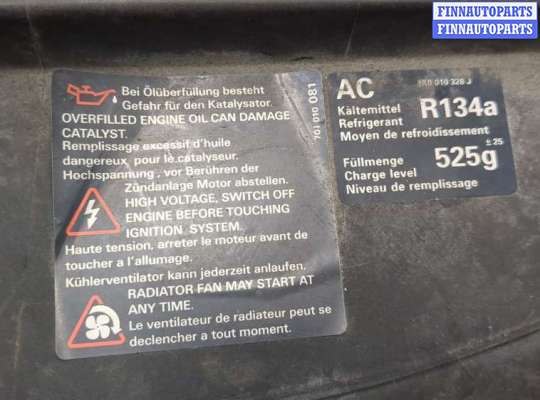 FINNAUTOPARTS
FINNAUTOPARTS
Bei Ölüberfüllung besteht
Gefahr für den Katalysator.
OVERFILLED ENGINE OIL CAN DAMAGE
CATALYST.
Remplissage excessif d'huile
dangereux pour le catalyseur.
Hochspannung, vor Berühren der
Zündanlage Motor abstellen.
HIGH VOLTAGE, SWITCH OFF
ENGINE BEFORE TOUCHING
IGNITION SYSTEM.
Haute tension, arreter le moteur avant de
toucher a l'allumage.
Kühlerventilator kann jederzeit anlaufen.
RADIATOR FAN MAY START AT
ANY TIME.
Le ventilateur de radiateur peut se
declencher a tout moment.
701 010 081
AC
1K0 010 328 J
Kältemittel
Refrigerant
R134a
Moyen de refroidissement
Füllmenge
Charge level
525g ±25
Niveau de remplissage